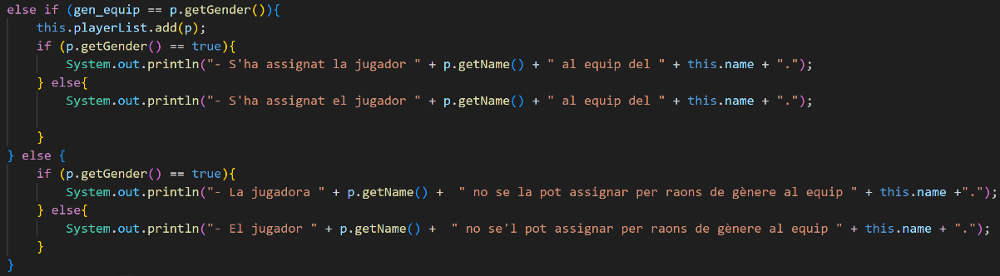 else if (gen_equip == p.getGender()){
this.playerList.add(p);
if (p.getGender() == true){
System.out.println("- S'ha assignat la jugador " + p.getName() + " al equip del " + this.name + ".");
} else{
System.out.println("- S'ha assignat el jugador " + p.getName() + " al equip del " + this.name + ".");
}
} else {
if (p.getGender() == true){
System.out.println("- La jugadora " + p.getName() +  " no se la pot assignar per raons de gènere al equip " + this.name +".");
} else{
System.out.println("- El jugador " + p.getName() +  " no se'l pot assignar per raons de gènere al equip " + this.name + ".");
}
}